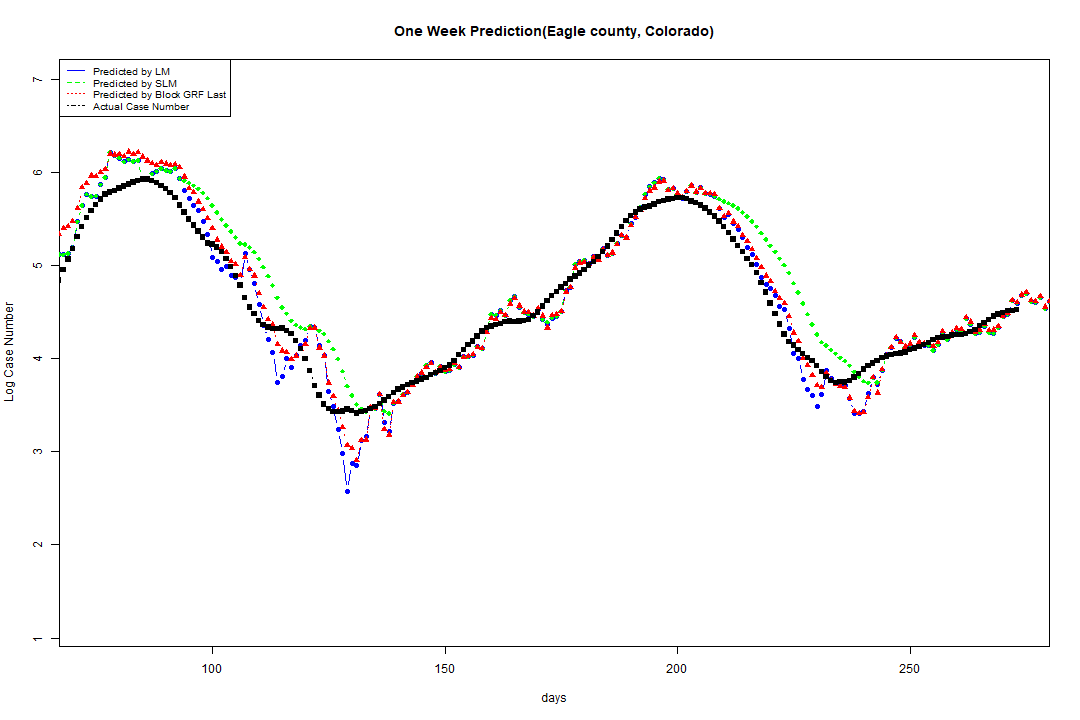 One Week Prediction(Eagle county, Colorado)
Predicted by LM
Predicted by SLM
Predicted by Block GRF Last
Actual Case Number
7
6
5
4
3
2
1
Log Case Number
100
150
200
250
days